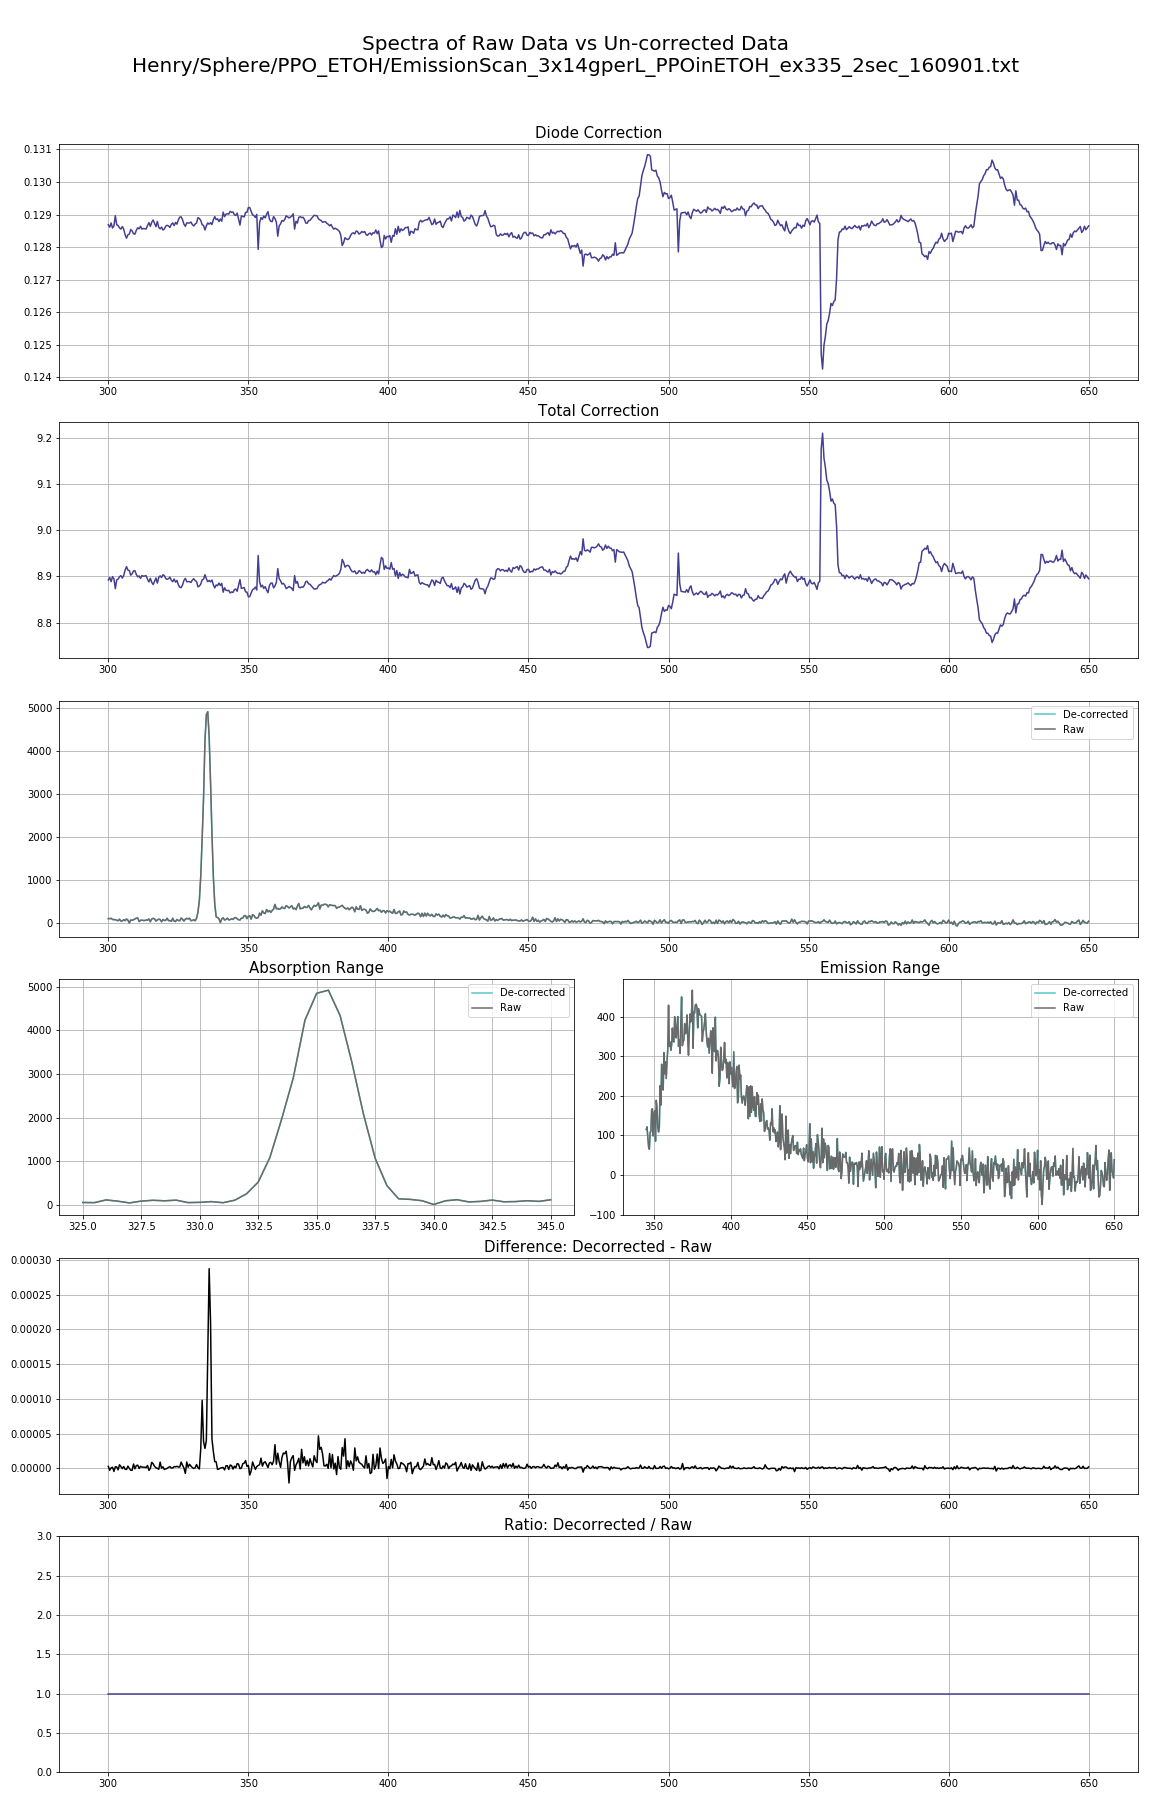 Spectra of Raw Data vs Un-corrected Data
Henry/Sphere/PPO_ETOH/EmissionScan_3x14gperL_PPOinETOH_ex335_2sec_160901.txt
Diode Correction
0.131
0.130
0.129
0.128
0.127
0.126
0.125
0.124
300 350 400 450 500 550 600 650
Total Correction
9.2
9.1
9.0
8.9
8.8
300 350 400 450 500 550 600 650
5000
4000
3000
2000
1000
0
De-corrected
Raw
300 350 400 450 500 550 600 650
Absorption Range
5000
4000
3000
2000
1000
0
De-corrected
Raw
325.0 327.5 330.0 332.5 335.0 337.5 340.0 342.5 345.0
Emission Range
400
300
200
100
0
−100
De-corrected
Raw
350 400 450 500 550 600 650
Difference: Decorrected - Raw
0.00030
0.00025
0.00020
0.00015
0.00010
0.00005
0.00000
300 350 400 450 500 550 600 650
Ratio: Decorrected / Raw
3.0
2.5
2.0
1.5
1.0
0.5
0.0
300 350 400 450 500 550 600 650